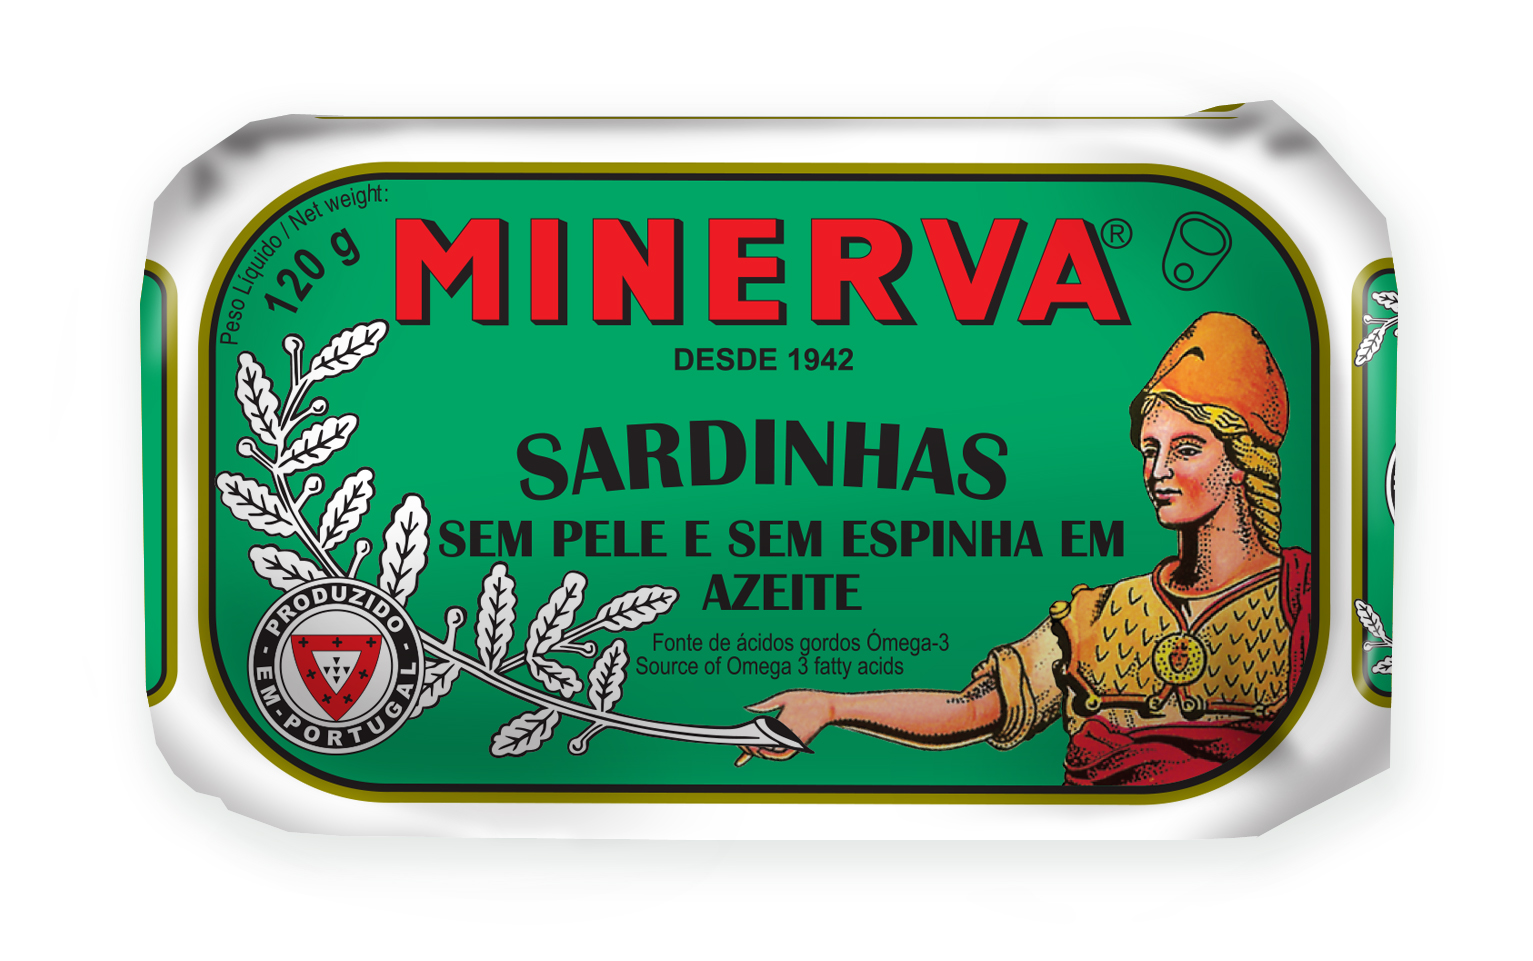 Peso Líquido / Net weight:
120 g
MINERVA®
DESDE 1942
SARDINHAS
SEM PELE E SEM ESPINHA EM
AZEITE
Fonte de ácidos gordos Ómega-3
Source of Omega 3 fatty acids
- PRODUZIDO -
EM-PORTUGAL